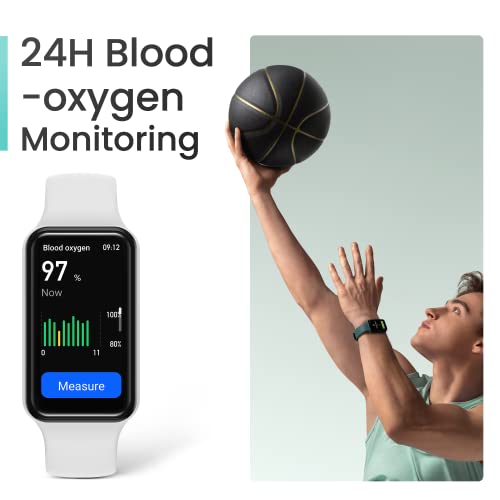 24H Blood
-oxygen
Monitoring
Blood oxygen 09:12
97 %
Now
100%
80%
0 11
Measure